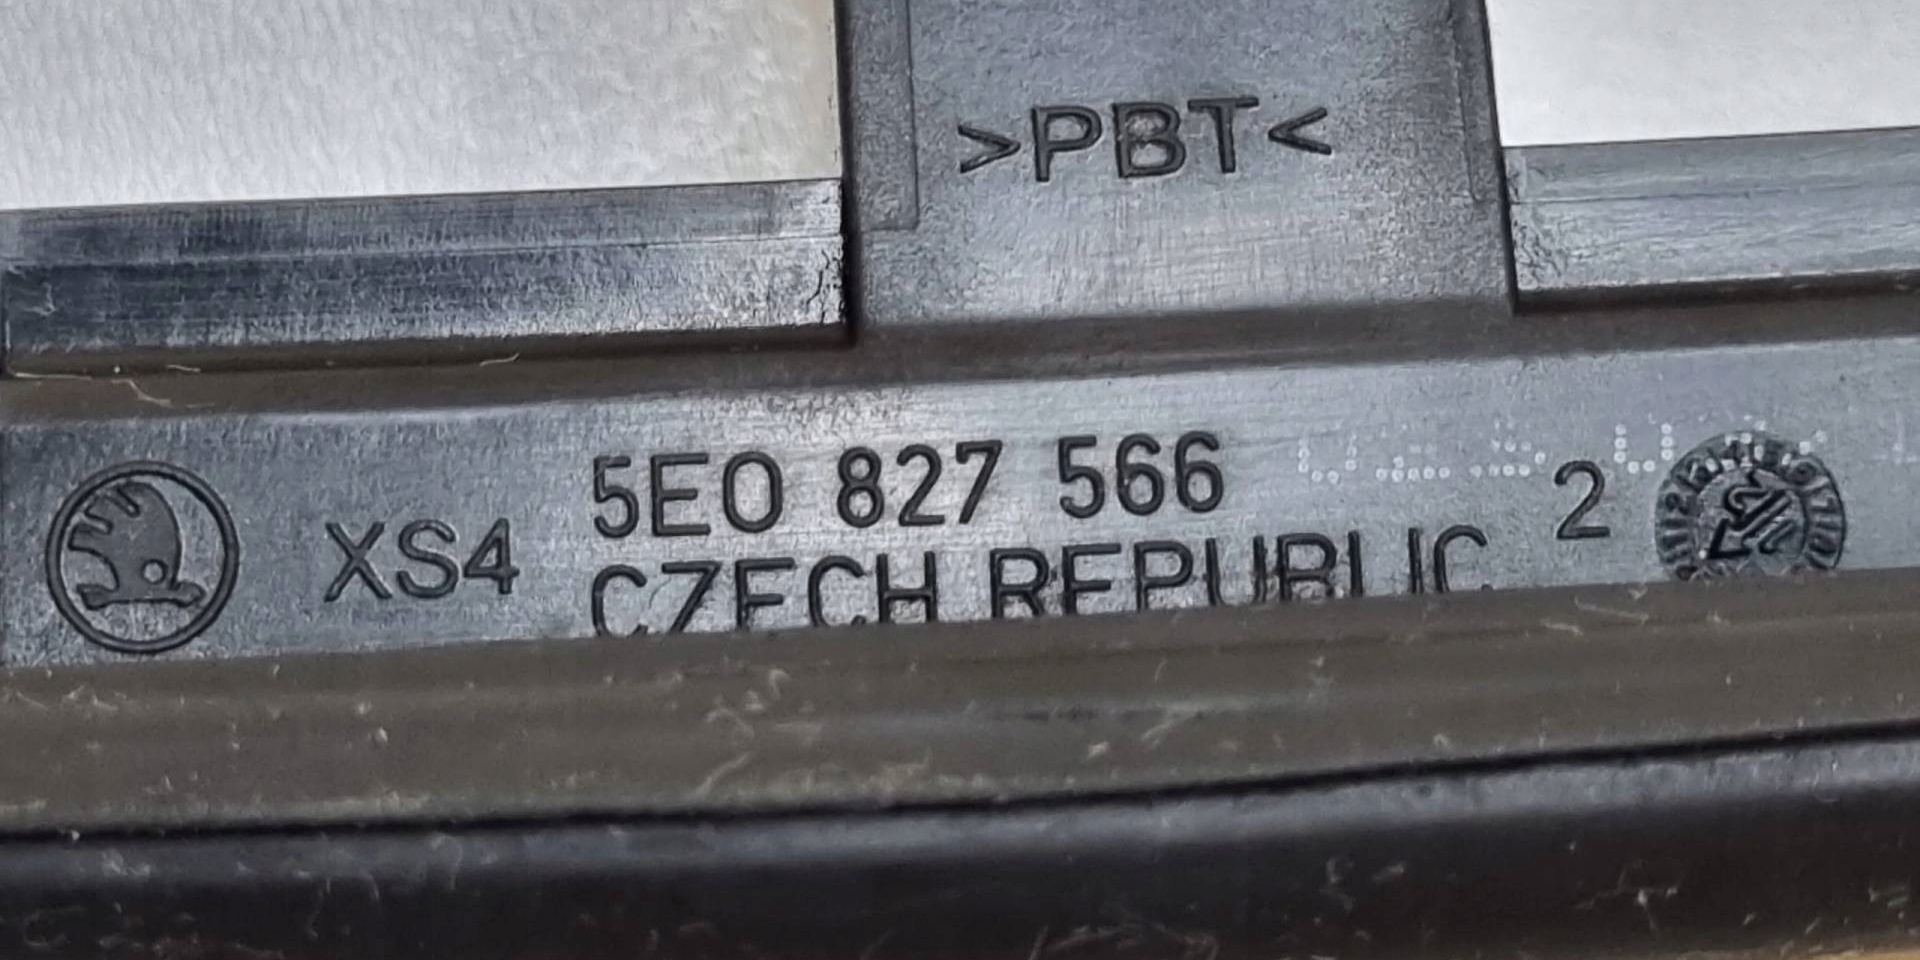 >PBT<
XS4
5E0 827 566
CZECH REPUBLIC
2